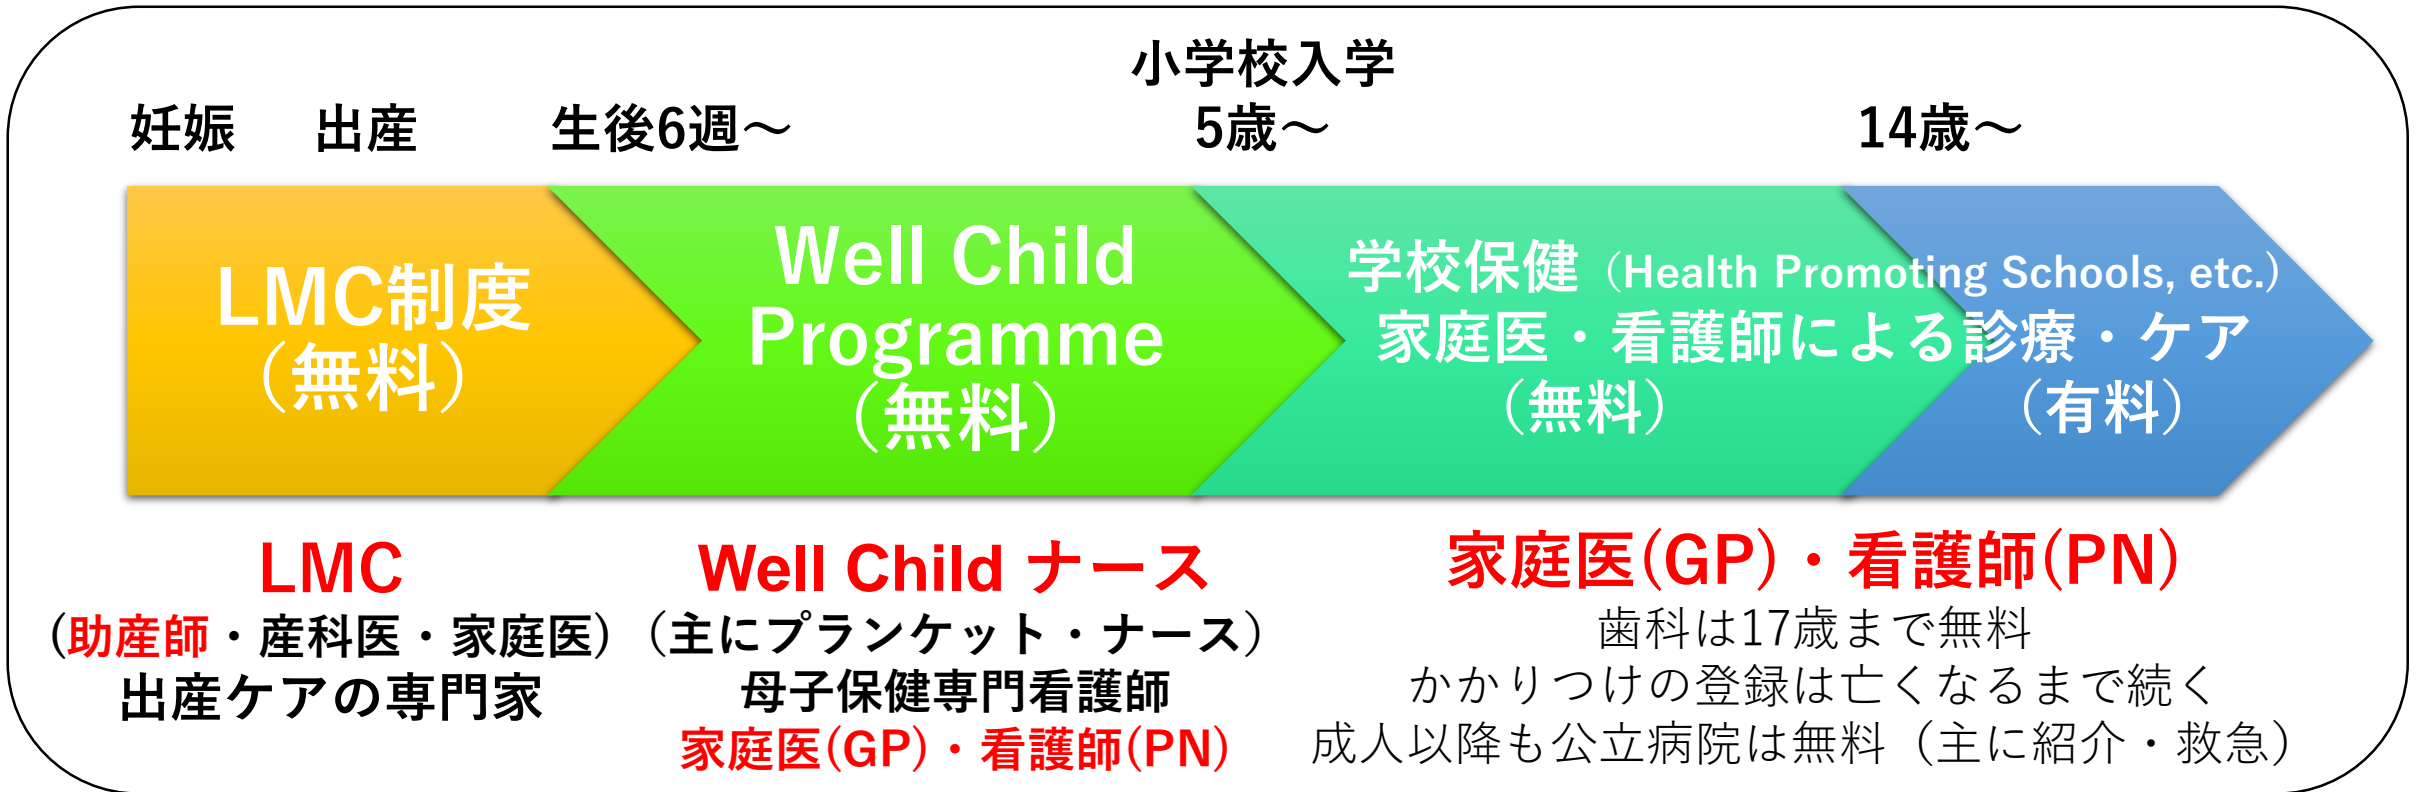 小学校入学
妊娠 出産 生後6週～ 5歳～ 14歳～
LMC制度
（無料）
Well Child
Programme
（無料）
学校保健（Health Promoting Schools, etc.）
家庭医・看護師による診療・ケア
（無料） （有料）
LMC
（助産師・産科医・家庭医）
出産ケアの専門家
Well Child ナース
（主にプランケット・ナース）
母子保健専門看護師
家庭医(GP)・看護師(PN)
家庭医(GP)・看護師(PN)
歯科は17歳まで無料
かかりつけの登録は亡くなるまで続く
成人以降も公立病院は無料（主に紹介・救急）